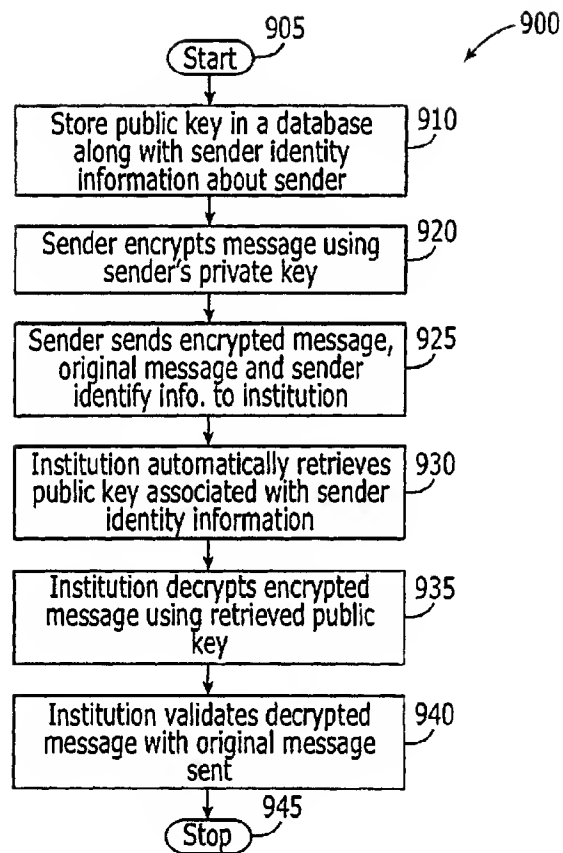 905
900
Start
Store public key in a database
along with sender identity
information about sender
910
Sender encrypts message using
sender's private key
920
Sender sends encrypted message,
original message and sender
identify info. to institution
925
Institution automatically retrieves
public key associated with sender
identity information
930
Institution decrypts encrypted
message using retrieved public
key
935
Institution validates decrypted
message with original message
sent
940
945
Stop